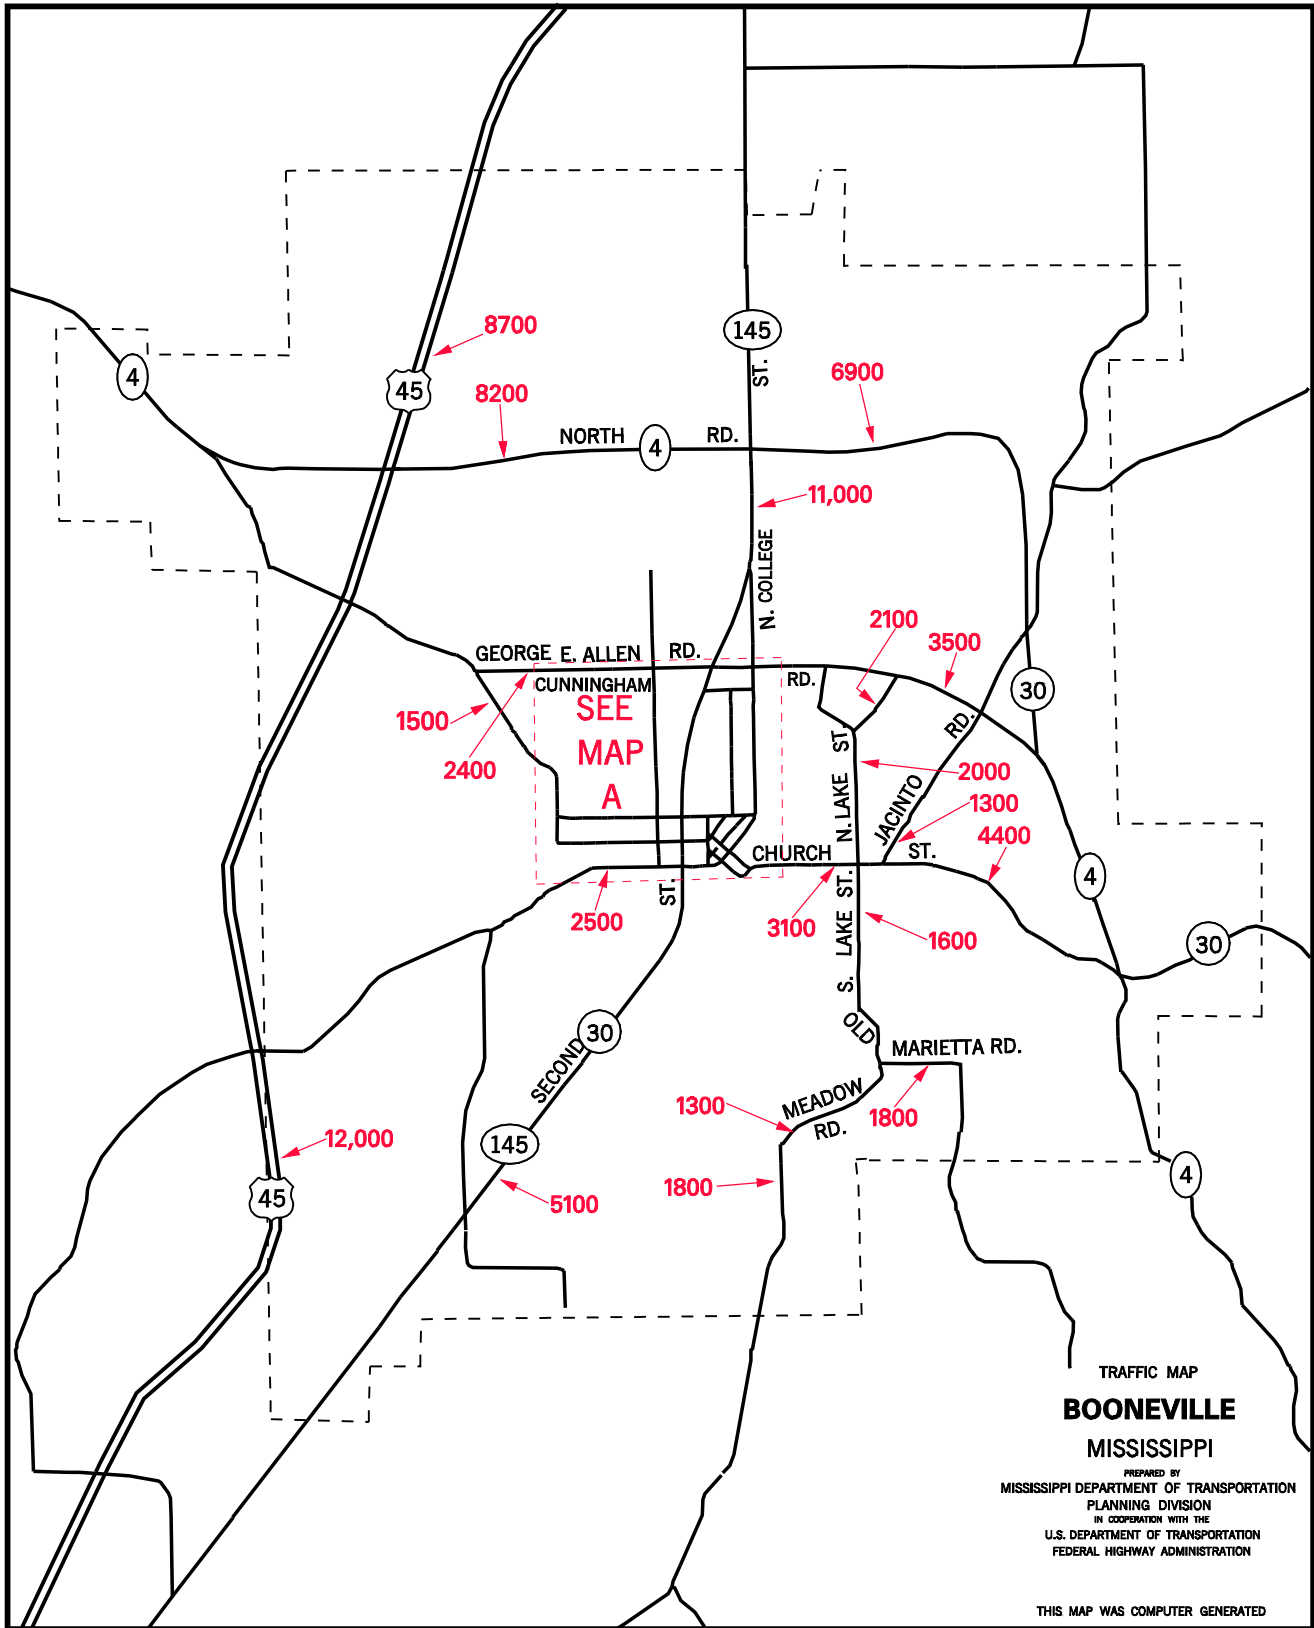 8700
145
ST.
4
45
6900
8200
NORTH
4
RD.
11,000
N. COLLEGE
2100
3500
GEORGE E. ALLEN RD.
CUNNINGHAM
RD.
30
SEE
MAP
A
1500
2400
ST.
RD.
2000
N. LAKE
JACINTO
1300
4400
CHURCH
ST.
4
ST.
ST.
2500
3100
1600
LAKE
S.
30
OLD
30
MARIETTA RD.
SECOND
MEADOW
RD.
1300
1800
12,000
145
1800
4
45
5100
TRAFFIC MAP
BOONEVILLE
MISSISSIPPI
PREPARED BY
MISSISSIPPI DEPARTMENT OF TRANSPORTATION
PLANNING DIVISION
IN COOPERATION WITH THE
U.S. DEPARTMENT OF TRANSPORTATION
FEDERAL HIGHWAY ADMINISTRATION
THIS MAP WAS COMPUTER GENERATED